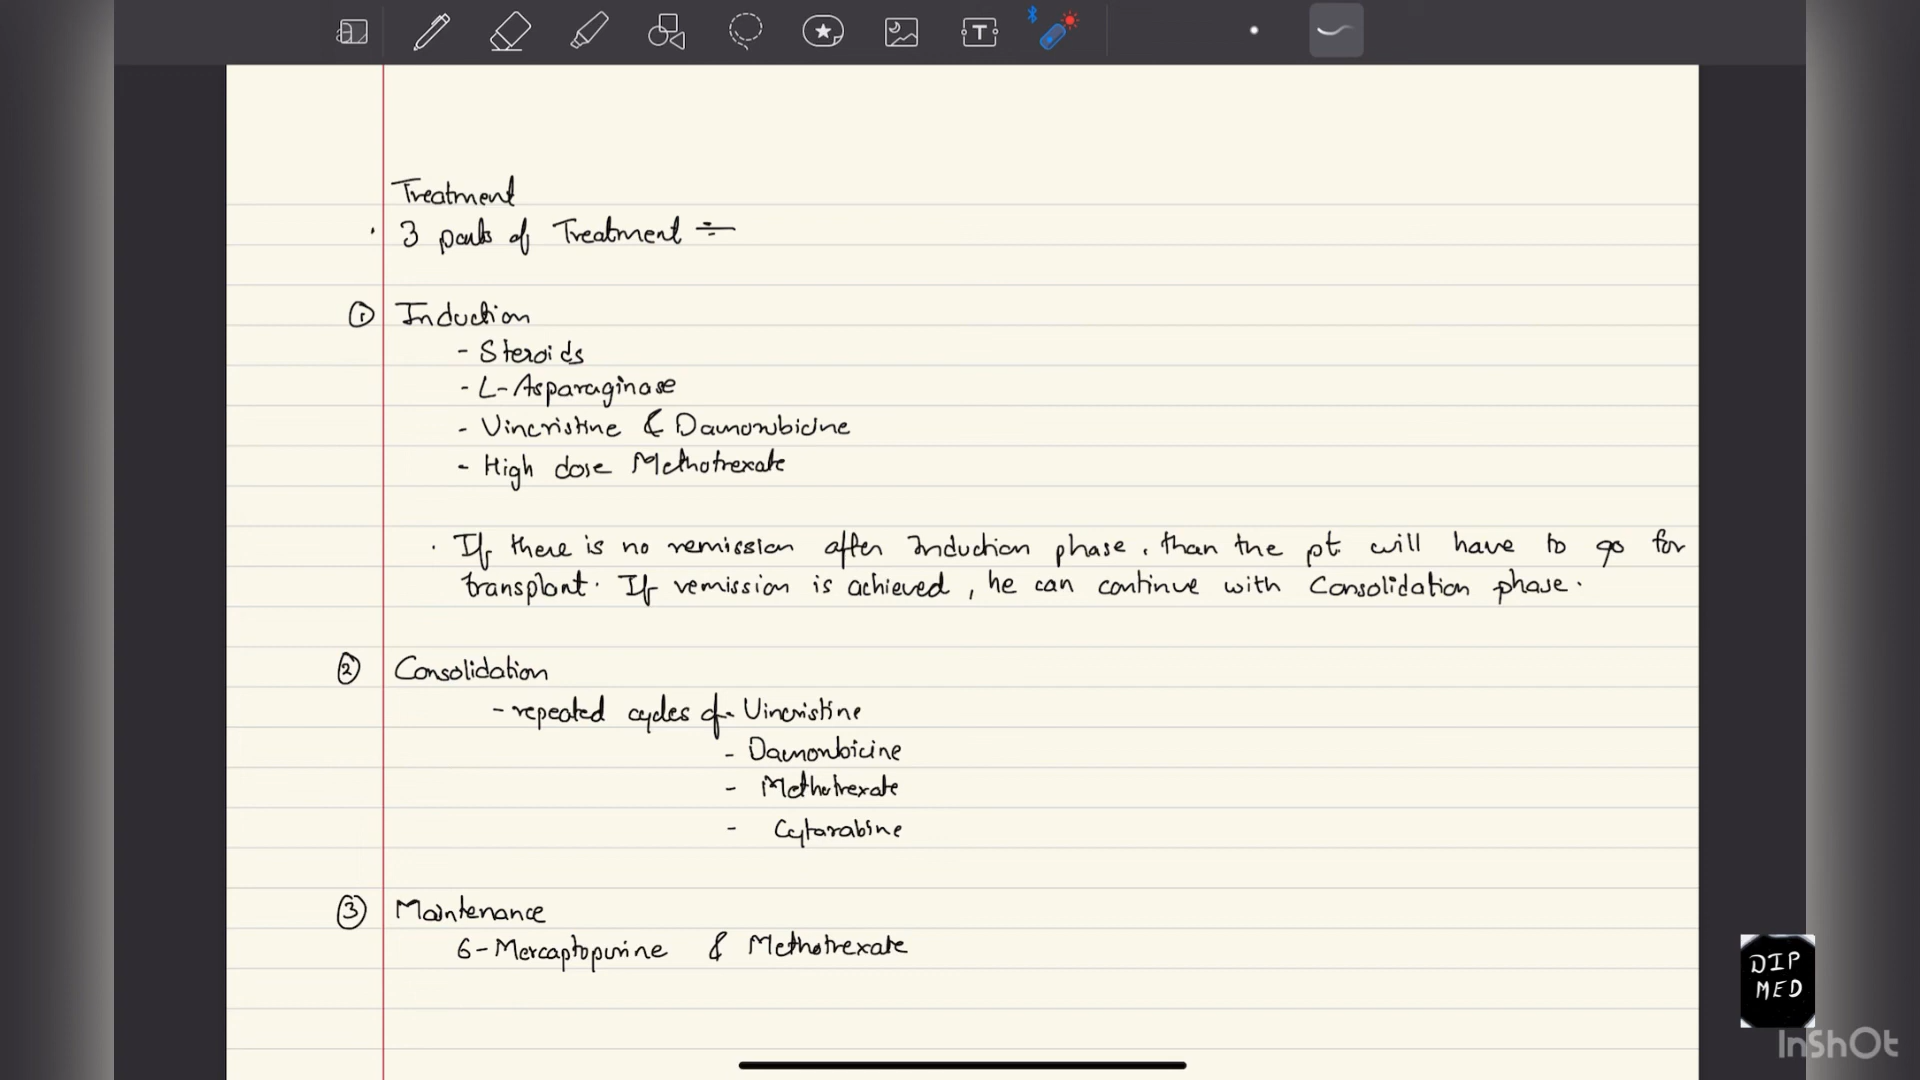 Treatment
· 3 parts of Treatment ÷
① Induction
- Steroids
- L-Asparaginase
- Vincristine & Daunorubicine
- High dose Methotrexate
· If there is no remission after Induction phase, than the pt. will have to go for
transplant. If remission is achieved, he can continue with Consolidation phase.
② Consolidation
- repeated cycles of - Vincristine
- Daunorubicine
- Methotrexate
- Cytarabine
③ Maintenance
6-Mercaptopurine & Methotrexate
DIP
MED
InShOt